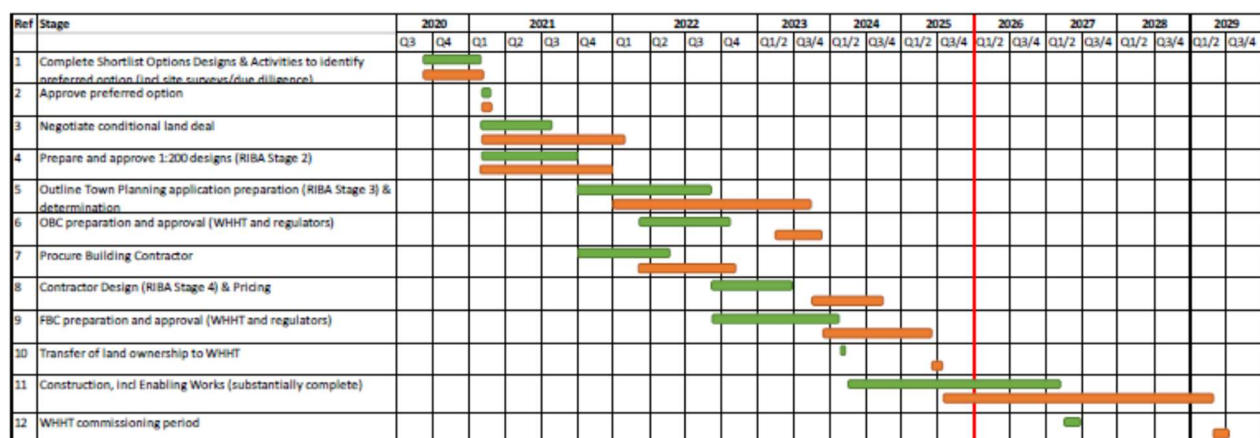 Ref Stage 2020 2021 2022 2023 2024 2025 2026 2027 2028 2029
Q3 Q4 Q1 Q2 Q3 Q4 Q1 Q2 Q3 Q4 Q1/2 Q3/4 Q1/2 Q3/4 Q1/2 Q3/4 Q1/2 Q3/4 Q1/2 Q3/4 Q1/2 Q3/4 Q1/2 Q3/4
1 Complete Shortlist Options Designs & Activities to identify
preferred option (incl site surveys/due diligence)
2 Approve preferred option
3 Negotiate conditional land deal
4 Prepare and approve 1:200 designs (RIBA Stage 2)
5 Outline Town Planning application preparation (RIBA Stage 3) &
determination
6 OBC preparation and approval (WHHT and regulators)
7 Procure Building Contractor
8 Contractor Design (RIBA Stage 4) & Pricing
9 FBC preparation and approval (WHHT and regulators)
10 Transfer of land ownership to WHHT
11 Construction, incl Enabling Works (substantially complete)
12 WHHT commissioning period